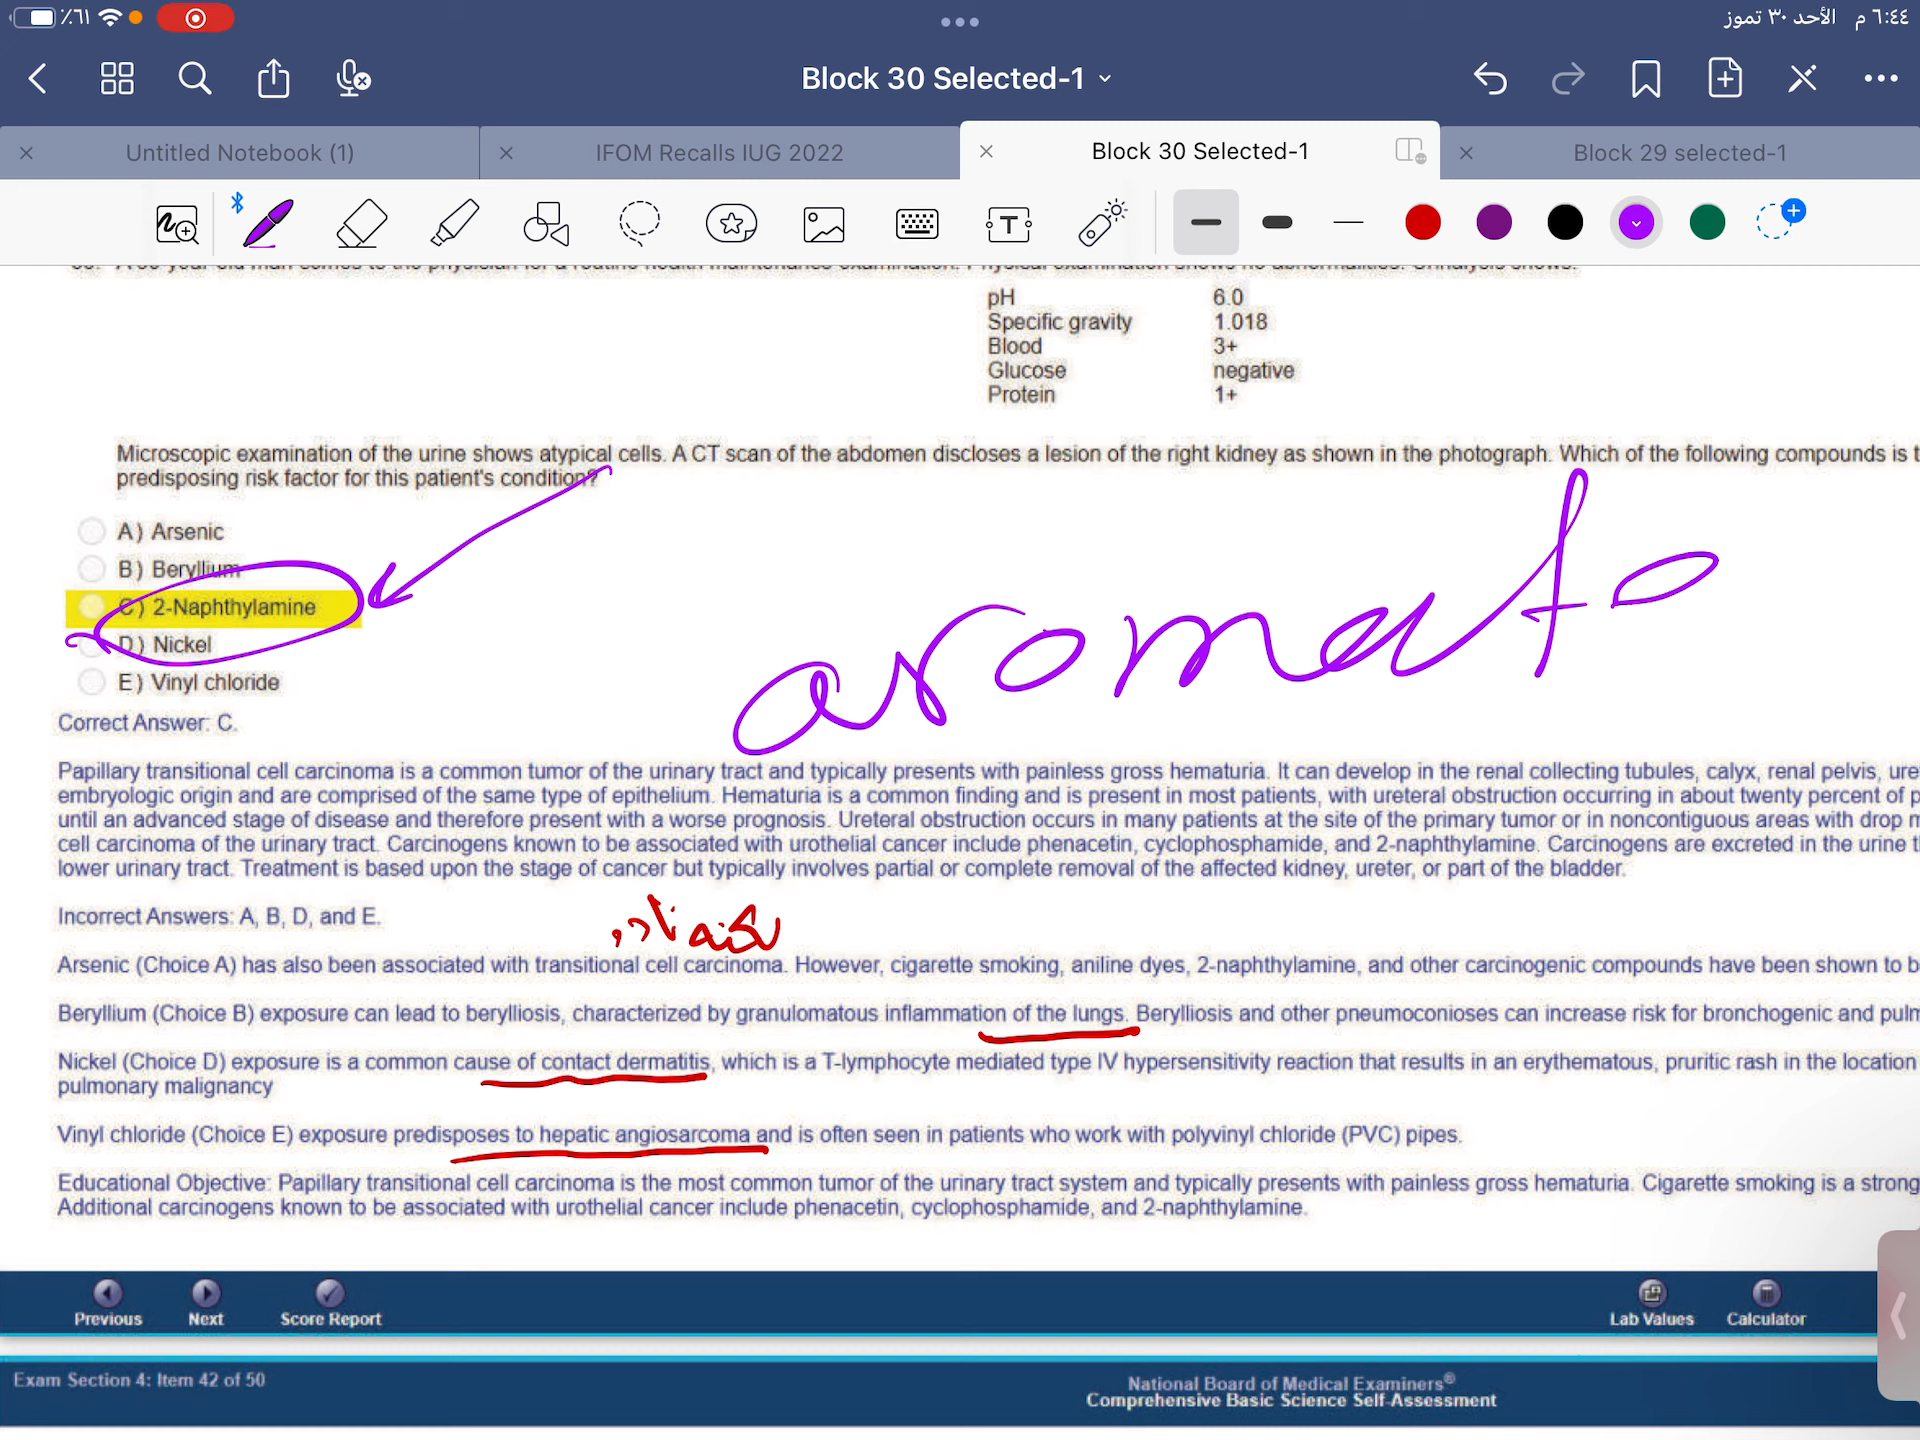 ٪٦١
٦:٤٤ م الأحد ٣٠ تموز
Block 30 Selected-1
Untitled Notebook (1)
IFOM Recalls IUG 2022
Block 30 Selected-1
Block 29 selected-1
pH 6.0
Specific gravity 1.018
Blood 3+
Glucose negative
Protein 1+
Microscopic examination of the urine shows atypical cells. A CT scan of the abdomen discloses a lesion of the right kidney as shown in the photograph. Which of the following compounds is t
predisposing risk factor for this patient's condition?
A) Arsenic
B) Beryllium
C) 2-Naphthylamine
D) Nickel
E) Vinyl chloride
Correct Answer: C.
Papillary transitional cell carcinoma is a common tumor of the urinary tract and typically presents with painless gross hematuria. It can develop in the renal collecting tubules, calyx, renal pelvis, ure
embryologic origin and are comprised of the same type of epithelium. Hematuria is a common finding and is present in most patients, with ureteral obstruction occurring in about twenty percent of p
until an advanced stage of disease and therefore present with a worse prognosis. Ureteral obstruction occurs in many patients at the site of the primary tumor or in noncontiguous areas with drop m
cell carcinoma of the urinary tract. Carcinogens known to be associated with urothelial cancer include phenacetin, cyclophosphamide, and 2-naphthylamine. Carcinogens are excreted in the urine t
lower urinary tract. Treatment is based upon the stage of cancer but typically involves partial or complete removal of the affected kidney, ureter, or part of the bladder.
Incorrect Answers: A, B, D, and E.
لكنه نادر
Arsenic (Choice A) has also been associated with transitional cell carcinoma. However, cigarette smoking, aniline dyes, 2-naphthylamine, and other carcinogenic compounds have been shown to b
Beryllium (Choice B) exposure can lead to berylliosis, characterized by granulomatous inflammation of the lungs. Berylliosis and other pneumoconioses can increase risk for bronchogenic and pulm
Nickel (Choice D) exposure is a common cause of contact dermatitis, which is a T-lymphocyte mediated type IV hypersensitivity reaction that results in an erythematous, pruritic rash in the location
pulmonary malignancy
Vinyl chloride (Choice E) exposure predisposes to hepatic angiosarcoma and is often seen in patients who work with polyvinyl chloride (PVC) pipes.
Educational Objective: Papillary transitional cell carcinoma is the most common tumor of the urinary tract system and typically presents with painless gross hematuria. Cigarette smoking is a strong
Additional carcinogens known to be associated with urothelial cancer include phenacetin, cyclophosphamide, and 2-naphthylamine.
Previous
Next
Score Report
Lab Values
Calculator
Exam Section 4: Item 42 of 50
National Board of Medical Examiners®
Comprehensive Basic Science Self-Assessment